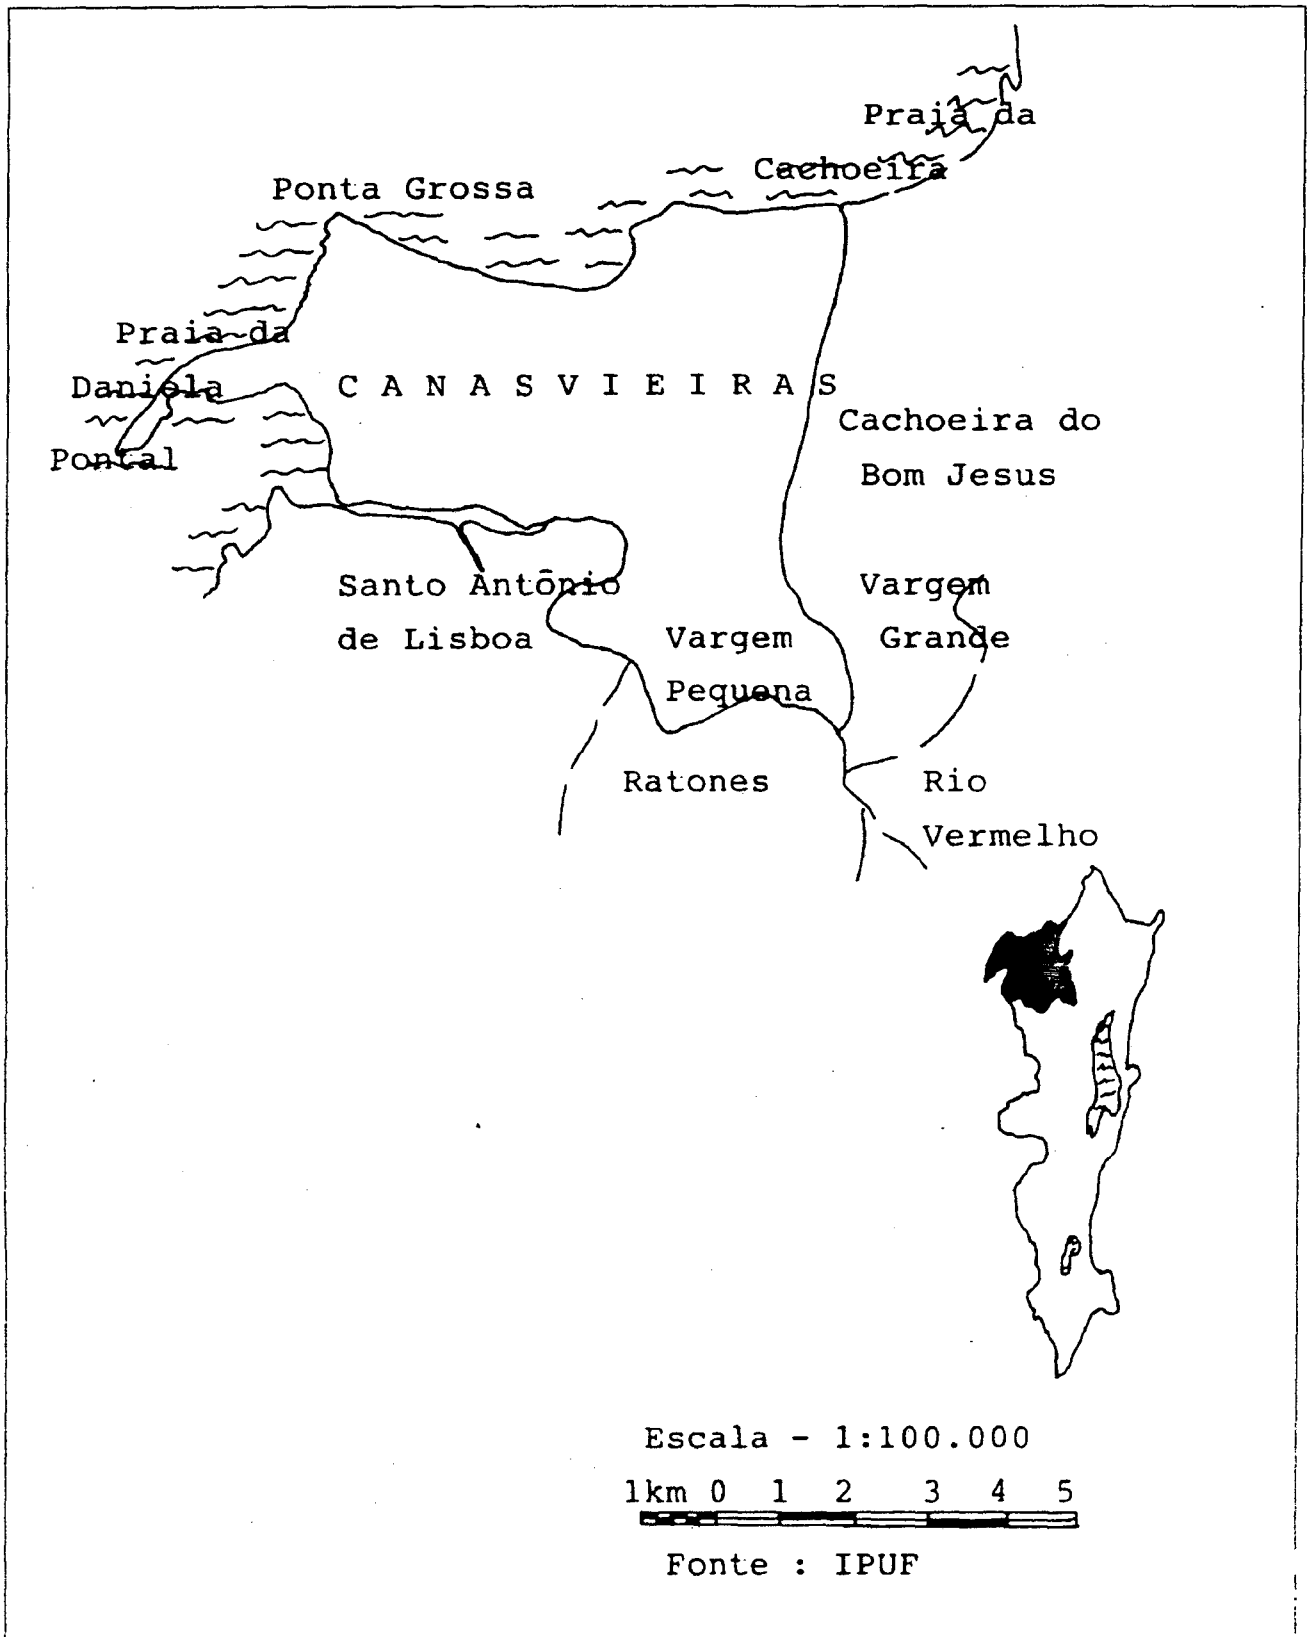 Praia da
Cachoeira
Ponta Grossa
Praia da
Daniela
Pontal
CANASVIEIRAS
Cachoeira do
Bom Jesus
Santo Antônio
de Lisboa
Vargem
Pequena
Vargem
Grande
Ratones
Rio
Vermelho
Escala - 1:100.000
1km 0 1 2 3 4 5
Fonte : IPUF